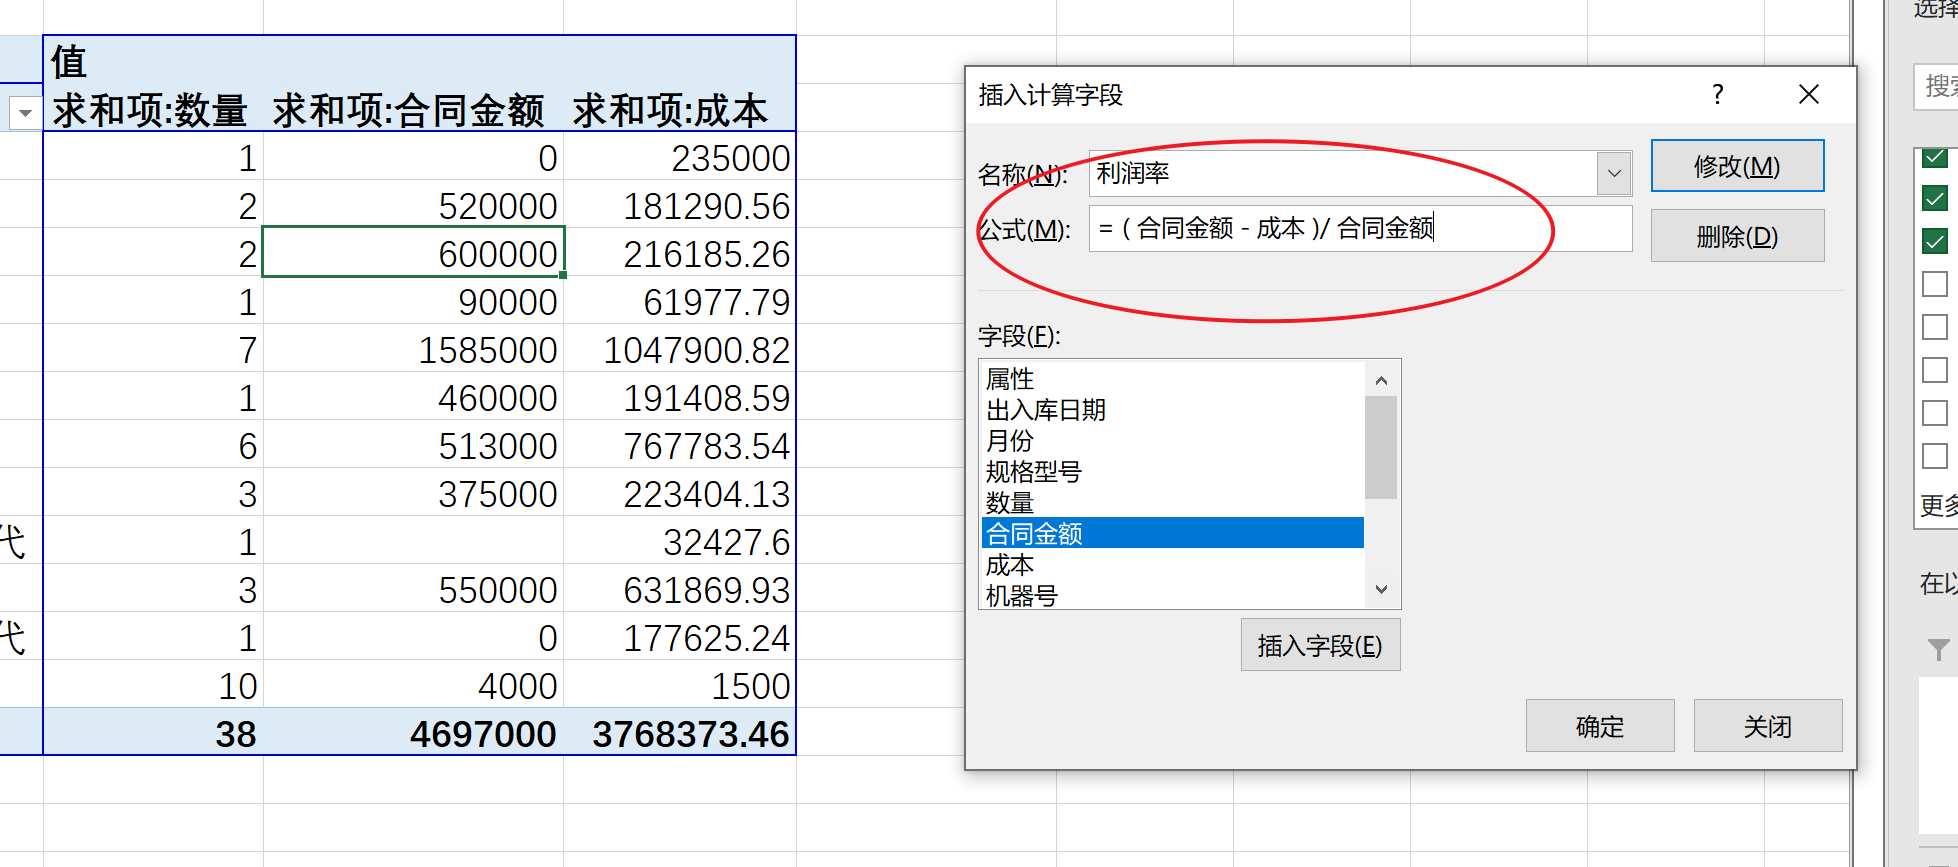 值
求和项:数量 求和项:合同金额 求和项:成本
1 0 235000
2 520000 181290.56
2 600000 216185.26
1 90000 61977.79
7 1585000 1047900.82
1 460000 191408.59
6 513000 767783.54
3 375000 223404.13
代 1 32427.6
3 550000 631869.93
代 1 0 177625.24
10 4000 1500
38 4697000 3768373.46
插入计算字段 ?
名称(N): 利润率
修改(M)
公式(M): = ( 合同金额 - 成本 )/ 合同金额
删除(D)
字段(F):
属性
出入库日期
月份
规格型号
数量
合同金额
成本
机器号
插入字段(E)
确定 关闭
选择
搜索
更多
在以